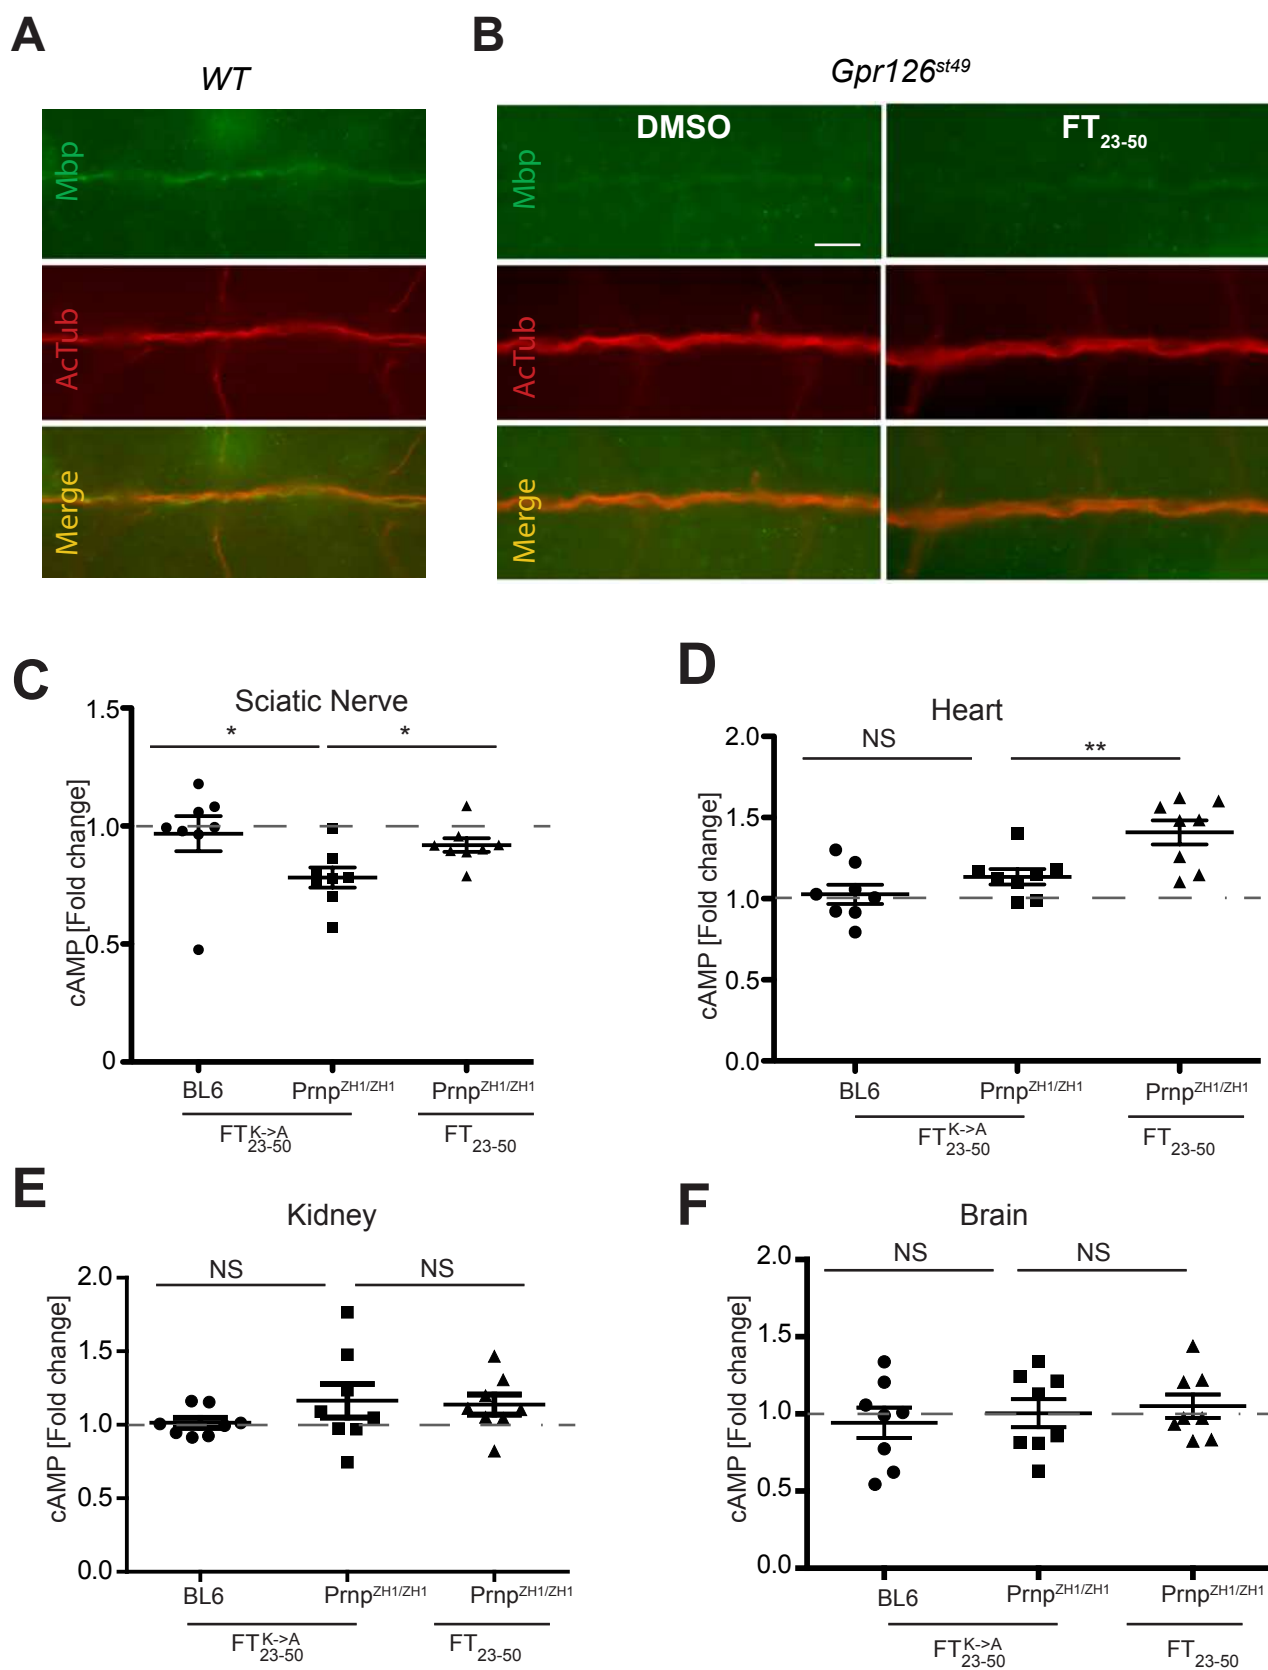 A
WT
Mbp
AcTub
Merge
B
Gpr126st49
DMSO
FT23-50
Mbp
AcTub
Merge
C
Sciatic Nerve
cAMP [Fold change]
1.5
1.0
0.5
0
*
*
BL6
PrnpZH1/ZH1
PrnpZH1/ZH1
FTK->A23-50
FT23-50
D
Heart
cAMP [Fold change]
2.0
1.5
1.0
0.5
0.0
NS
**
BL6
PrnpZH1/ZH1
PrnpZH1/ZH1
FTK->A23-50
FT23-50
E
Kidney
cAMP [Fold change]
2.0
1.5
1.0
0.5
0.0
NS
NS
BL6
PrnpZH1/ZH1
PrnpZH1/ZH1
FTK->A23-50
FT23-50
F
Brain
cAMP [Fold change]
2.0
1.5
1.0
0.5
0.0
NS
NS
BL6
PrnpZH1/ZH1
PrnpZH1/ZH1
FTK->A23-50
FT23-50